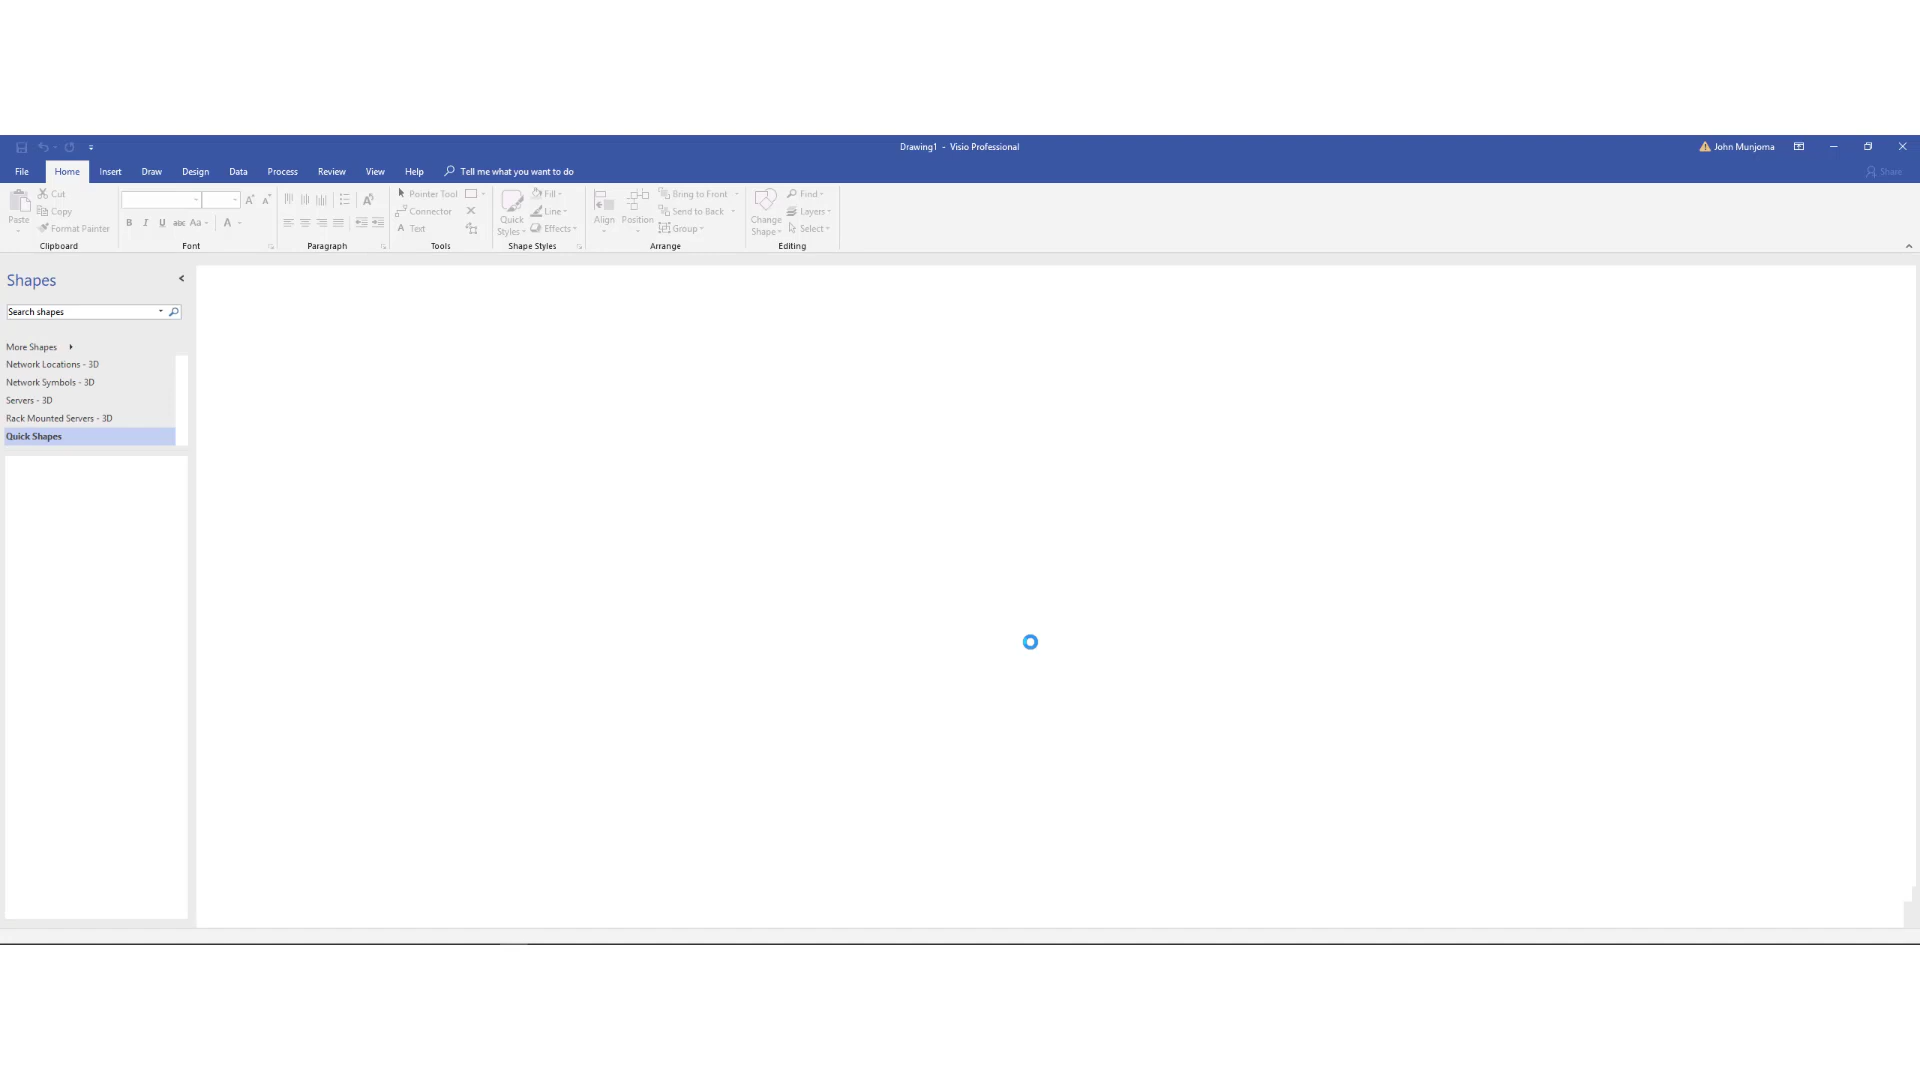 Drawing1 - Visio Professional
John Munjoma
File Home Insert Draw Design Data Process Review View Help Tell me what you want to do Share
Paste
Cut
Copy
Format Painter
Clipboard
B I U abc Aa A
Font
Paragraph
Pointer Tool
Connector
A Text
Tools
Quick
Styles
Fill
Line
Effects
Shape Styles
Align
Position
Bring to Front
Send to Back
Group
Arrange
Change
Shape
Find
Layers
Select
Editing
Shapes
Search shapes
More Shapes
Network Locations - 3D
Network Symbols - 3D
Servers - 3D
Rack Mounted Servers - 3D
Quick Shapes